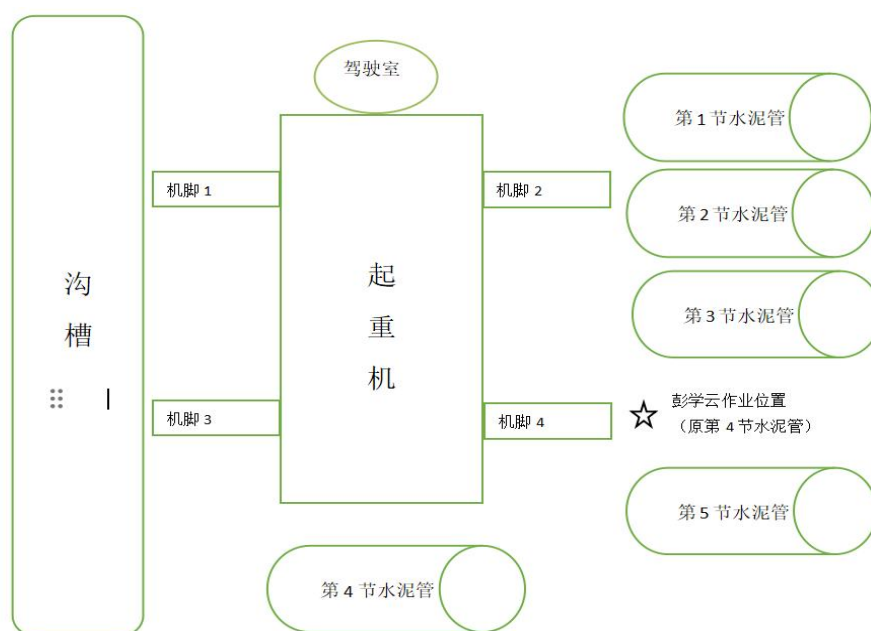 驾驶室
第 1 节水泥管
机脚 1
机脚 2
第 2 节水泥管
沟
槽
起
重
机
第 3 节水泥管
机脚 3
机脚 4
彭学云作业位置
（原第 4 节水泥管）
第 5 节水泥管
第 4 节水泥管